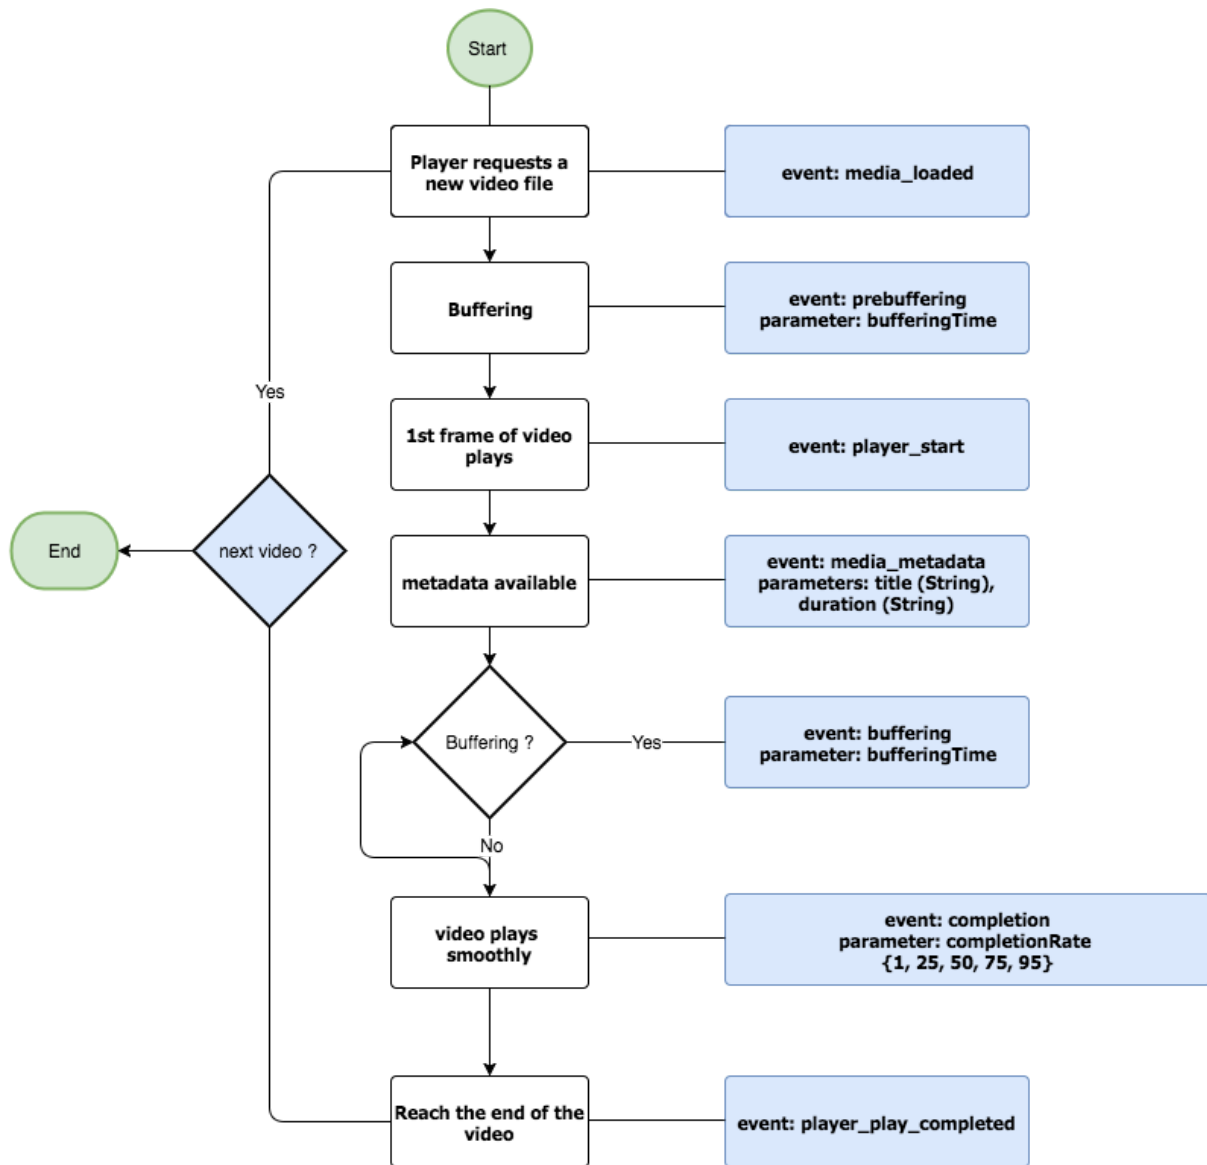 Start
Player requests a
new video file
event: media_loaded
Buffering
event: prebuffering
parameter: bufferingTime
Yes
1st frame of video
plays
event: player_start
End
next video ?
metadata available
event: media_metadata
parameters: title (String),
duration (String)
Buffering ?
Yes
event: buffering
parameter: bufferingTime
No
video plays
smoothly
event: completion
parameter: completionRate
{1, 25, 50, 75, 95}
Reach the end of the
video
event: player_play_completed